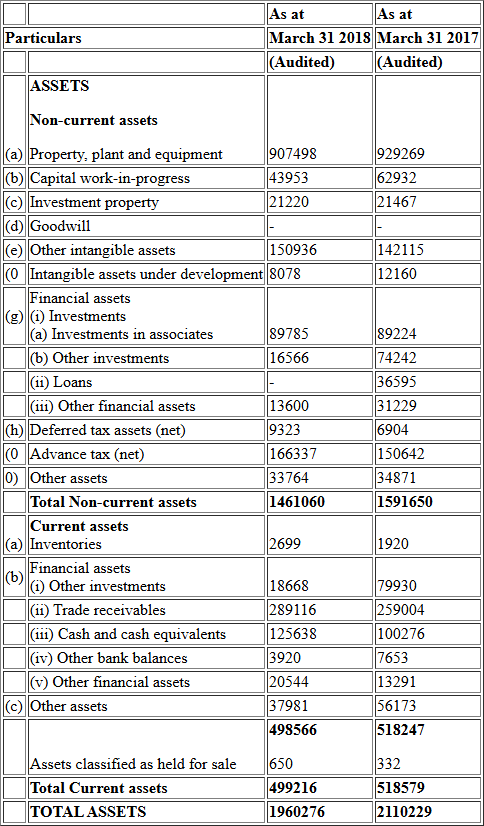 As at As at
Particulars March 31 2018 March 31 2017
(Audited) (Audited)
ASSETS
Non-current assets
(a) Property, plant and equipment 907498 929269
(b) Capital work-in-progress 43953 62932
(c) Investment property 21220 21467
(d) Goodwill - -
(e) Other intangible assets 150936 142115
(0 Intangible assets under development 8078 12160
Financial assets
(g) (i) Investments
(a) Investments in associates 89785 89224
(b) Other investments 16566 74242
(ii) Loans - 36595
(iii) Other financial assets 13600 31229
(h) Deferred tax assets (net) 9323 6904
(0 Advance tax (net) 166337 150642
0) Other assets 33764 34871
Total Non-current assets 1461060 1591650
Current assets
(a) Inventories 2699 1920
Financial assets
(b) (i) Other investments 18668 79930
(ii) Trade receivables 289116 259004
(iii) Cash and cash equivalents 125638 100276
(iv) Other bank balances 3920 7653
(v) Other financial assets 20544 13291
(c) Other assets 37981 56173
498566 518247
Assets classified as held for sale 650 332
Total Current assets 499216 518579
TOTAL ASSETS 1960276 2110229